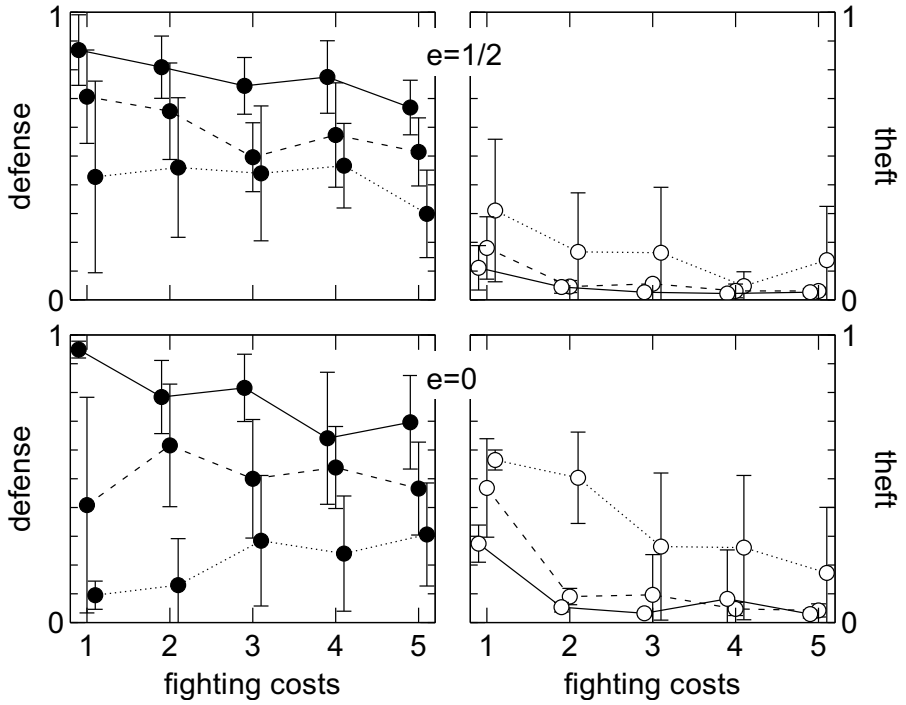 1
1
e=1/2
defense
theft
0
0
1
1
e=0
defense
theft
0
0
1 2 3 4 5
1 2 3 4 5
fighting costs
fighting costs